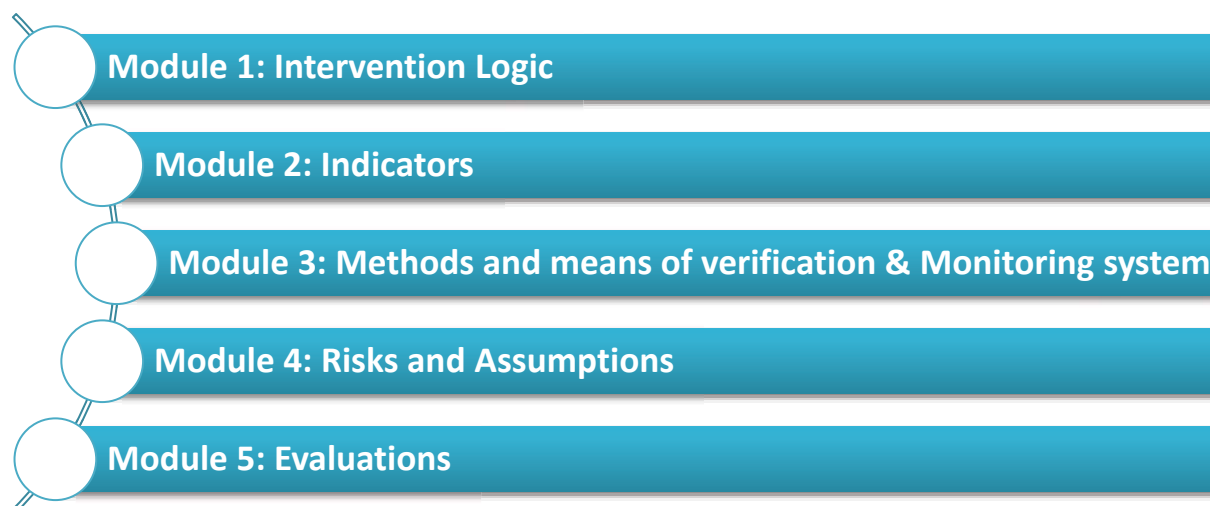 Module 1: Intervention Logic
Module 2: Indicators
Module 3: Methods and means of verification & Monitoring system
Module 4: Risks and Assumptions
Module 5: Evaluations